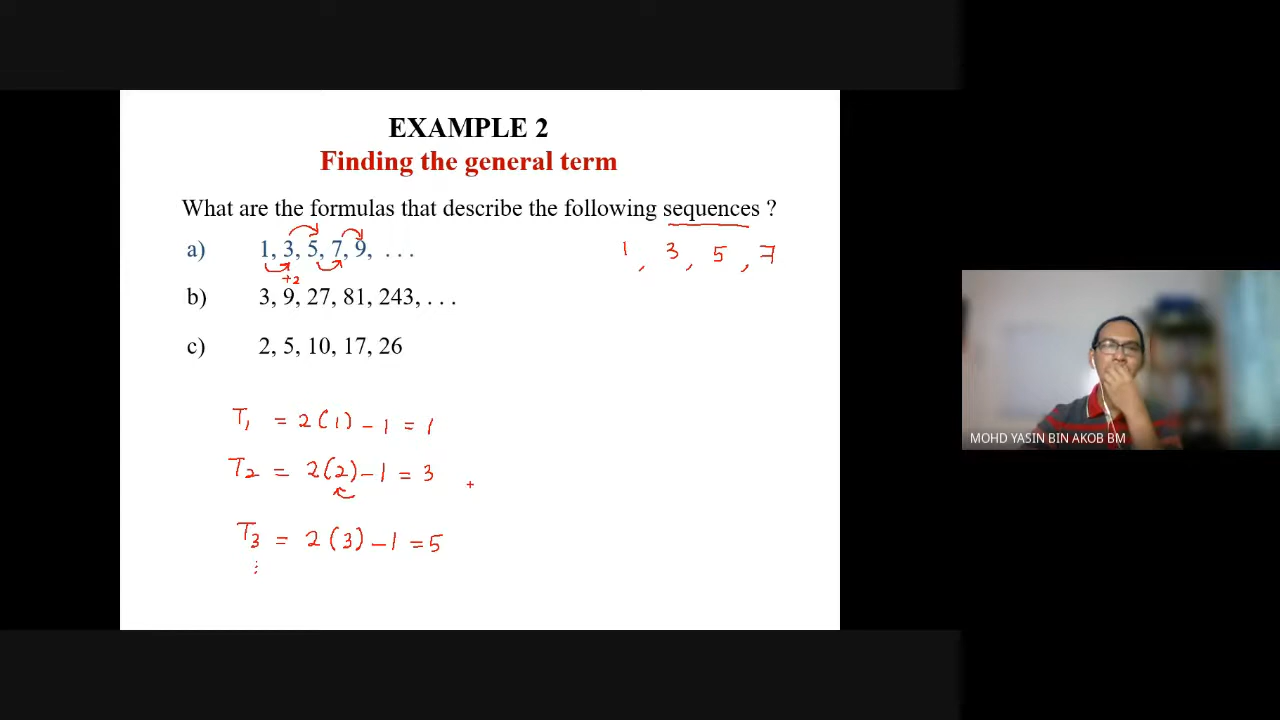 EXAMPLE 2
Finding the general term
What are the formulas that describe the following sequences ?
a) 1, 3, 5, 7, 9, . . .
+2
1, 3, 5, 7
b) 3, 9, 27, 81, 243, . . .
c) 2, 5, 10, 17, 26
T1 = 2(1) - 1 = 1
T2 = 2(2) - 1 = 3
T3 = 2(3) - 1 = 5
MOHD YASIN BIN AKOB BM